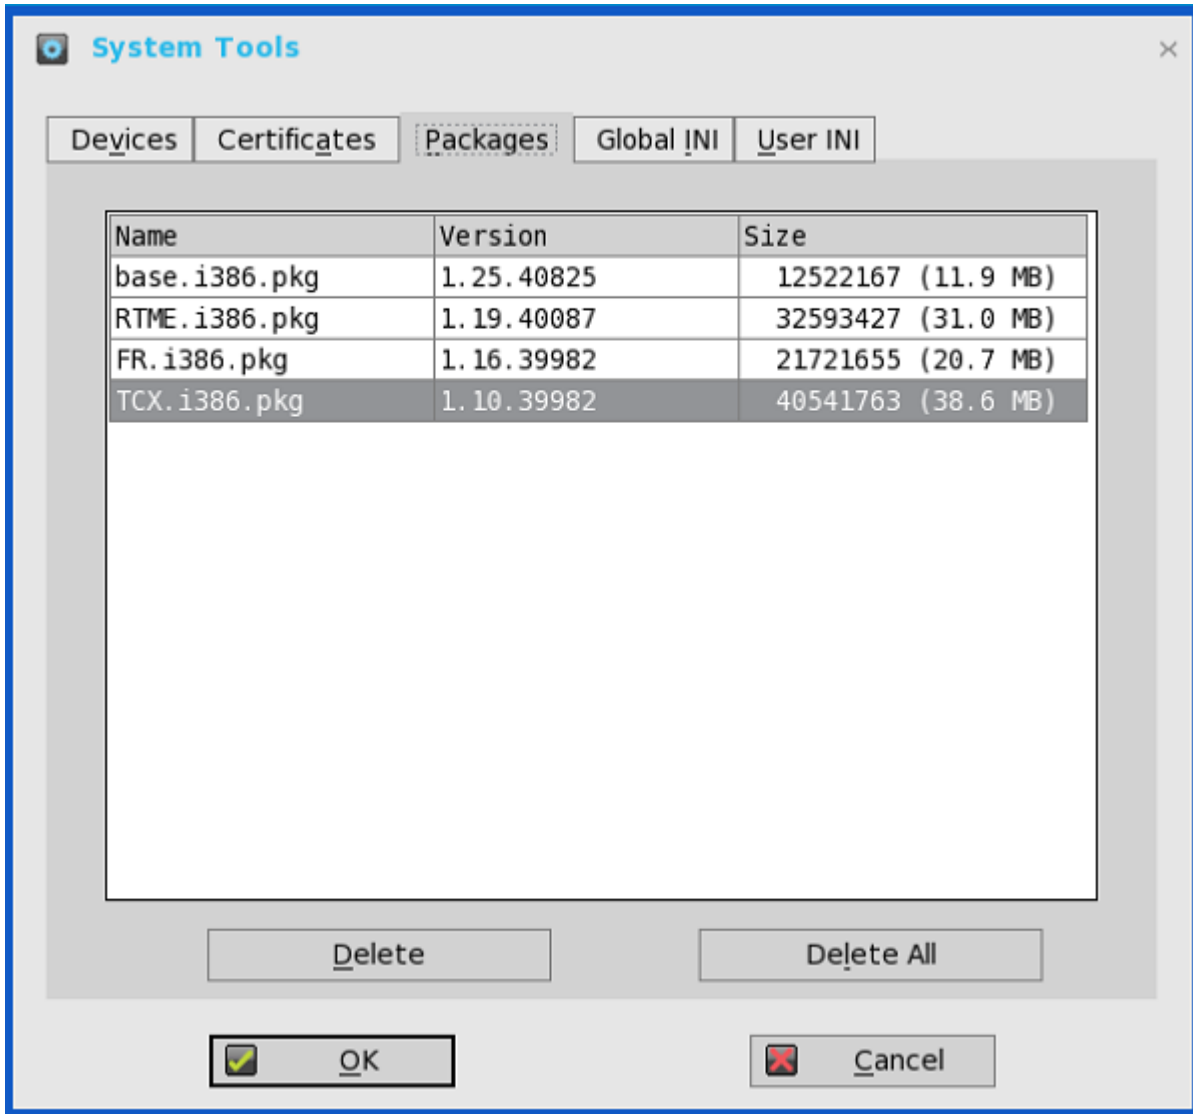 System Tools
Devices Certificates Packages Global INI User INI
Name Version Size
base.i386.pkg 1.25.40825 12522167 (11.9 MB)
RTME.i386.pkg 1.19.40087 32593427 (31.0 MB)
FR.i386.pkg 1.16.39982 21721655 (20.7 MB)
TCX.i386.pkg 1.10.39982 40541763 (38.6 MB)
Delete Delete All
OK Cancel